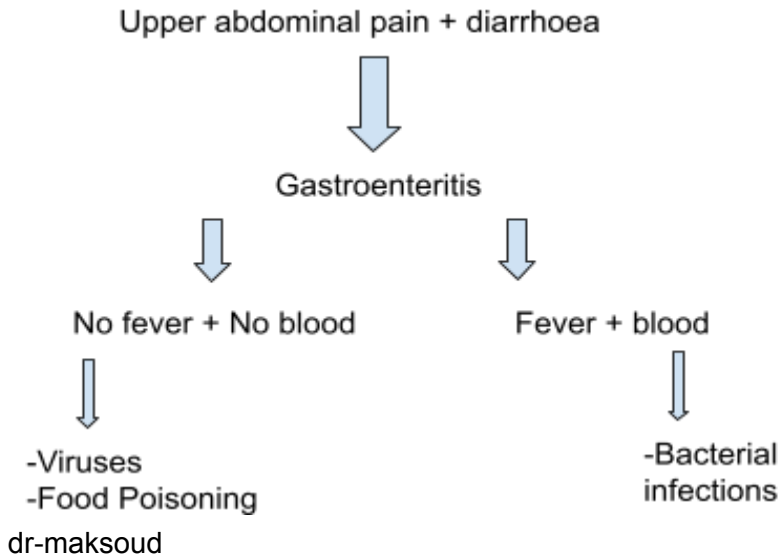 Upper abdominal pain + diarrhoea
Gastroenteritis
No fever + No blood
Fever + blood
-Viruses
-Food Poisoning
-Bacterial
infections
dr-maksoud